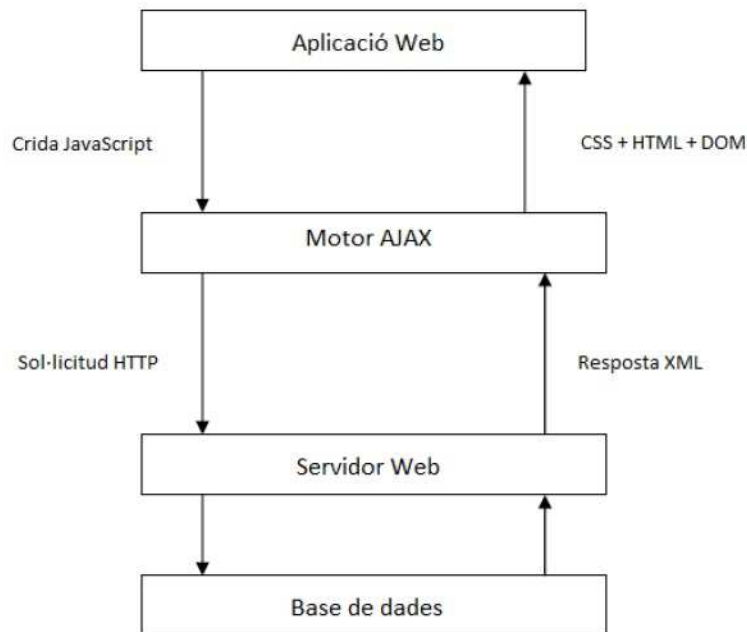 Aplicació Web
Crida JavaScript
CSS + HTML + DOM
Motor AJAX
Sol·licitud HTTP
Resposta XML
Servidor Web
Base de dades